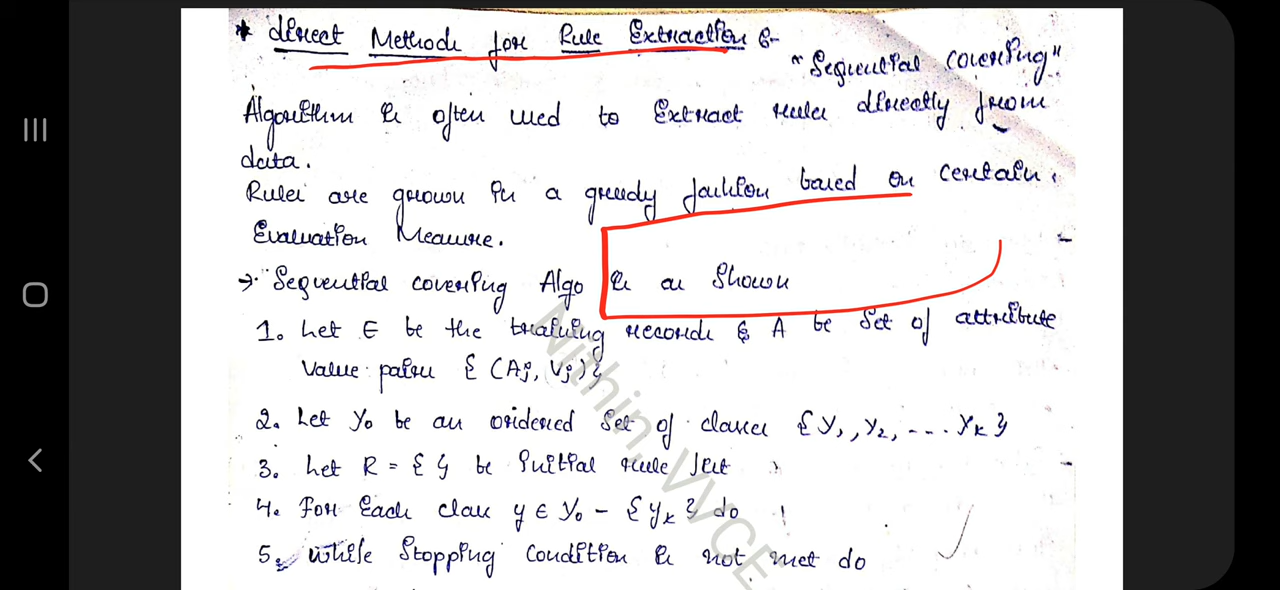 * Direct Methods for Rule Extraction :-
"Sequential covering"
Algorithm is often used to Extract rules directly from
data.
Rules are grown in a greedy fashion based on certain.
Evaluation Measure.
→ "Sequential covering Algo is as Shown
1. Let E be the training records & A be Set of attribute
Value pairs { (Aj, Vj) }
2. Let Yo be an oridered Set of classes { Y1, Y2, .... YK }
3. Let R = { } be Initial rule set
4. For Each class y ∈ Yo - { yK } do
5. While Stopping Condition is not met do
Nithin, VVCE